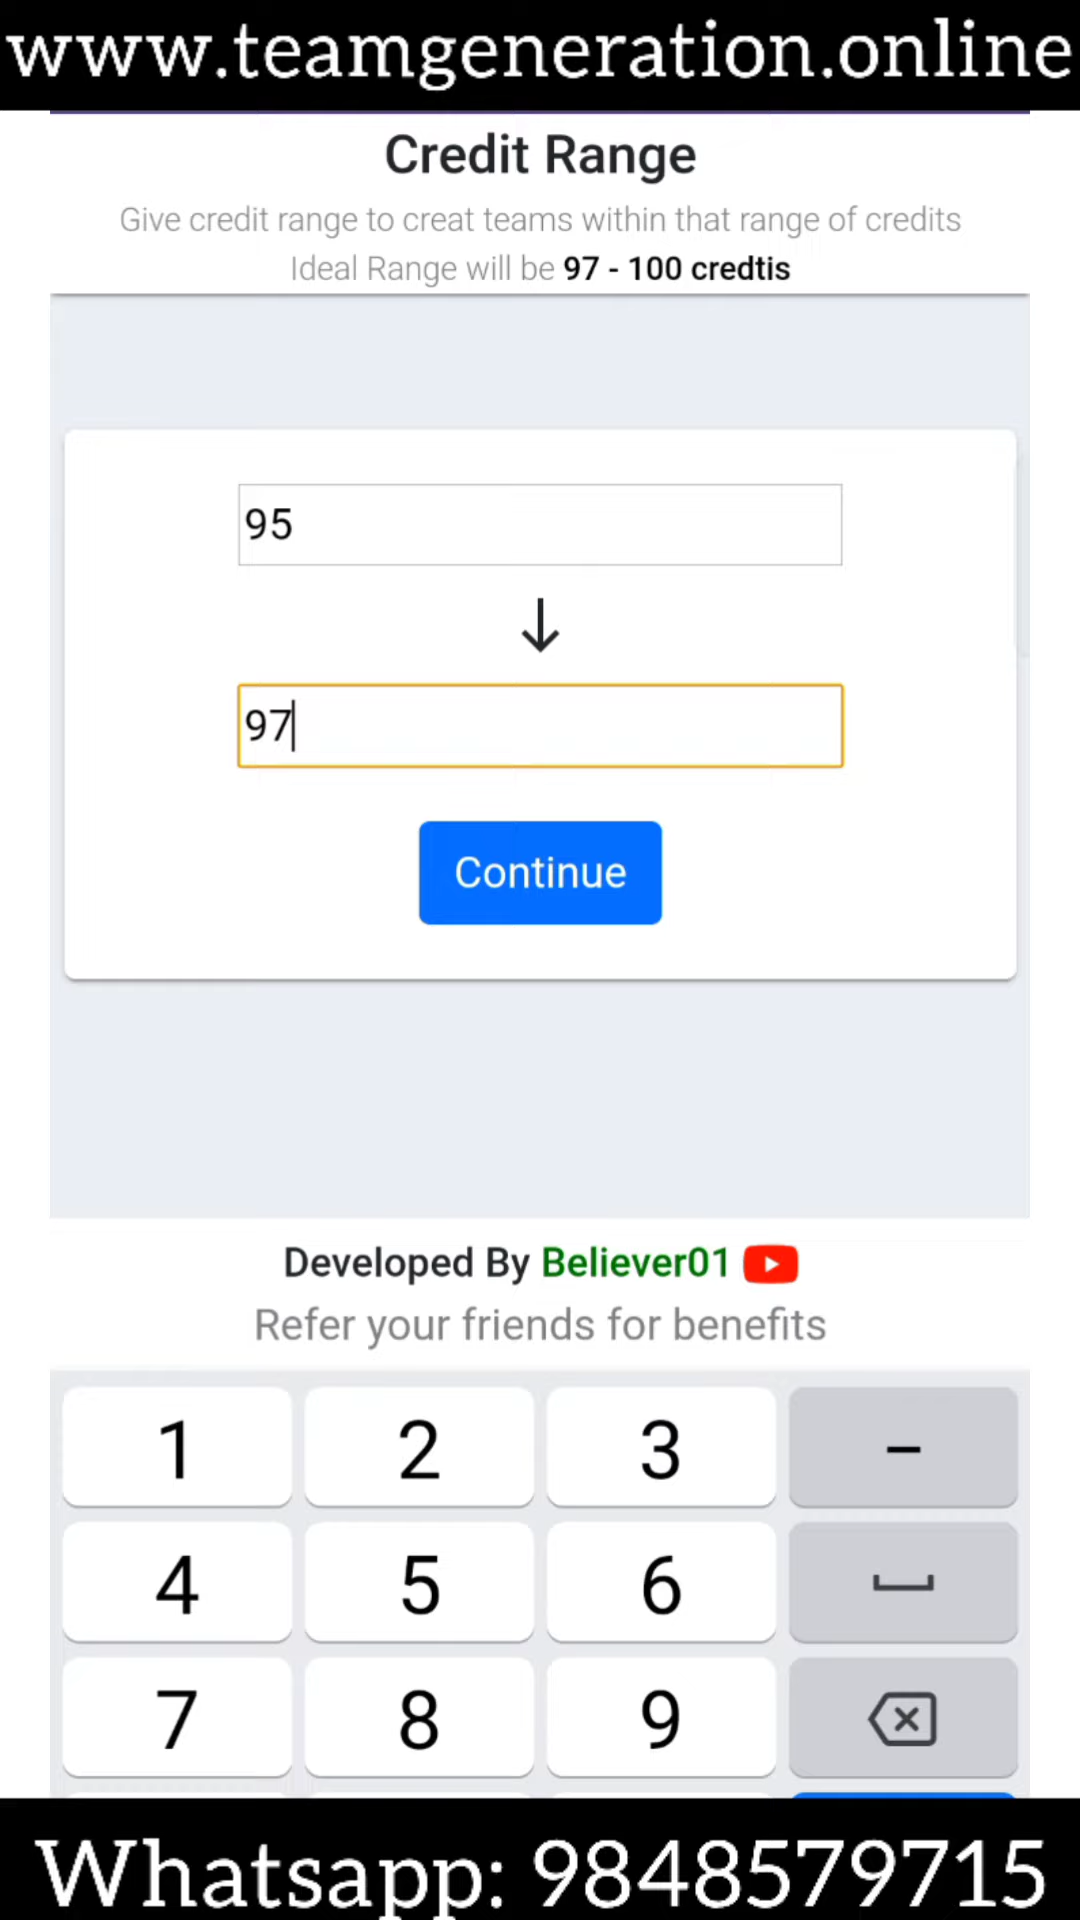 www.teamgeneration.online
Credit Range
Give credit range to creat teams within that range of credits
Ideal Range will be 97 - 100 credtis
95
↓
97
Continue
Developed By Believer01
Refer your friends for benefits
1 2 3 –
4 5 6
7 8 9
Whatsapp: 9848579715